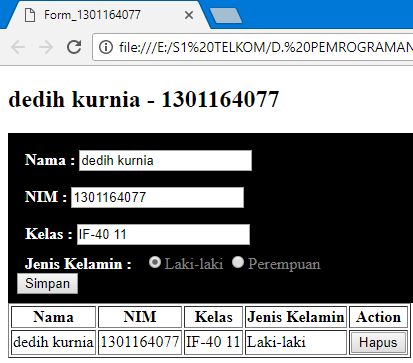 Form_1301164077
file:///E:/S1%20TELKOM/D.%20PEMROGRAMAN
dedih kurnia - 1301164077
Nama : dedih kurnia
NIM : 1301164077
Kelas : IF-40 11
Jenis Kelamin : Laki-laki Perempuan
Simpan
Nama NIM Kelas Jenis Kelamin Action
dedih kurnia 1301164077 IF-40 11 Laki-laki Hapus